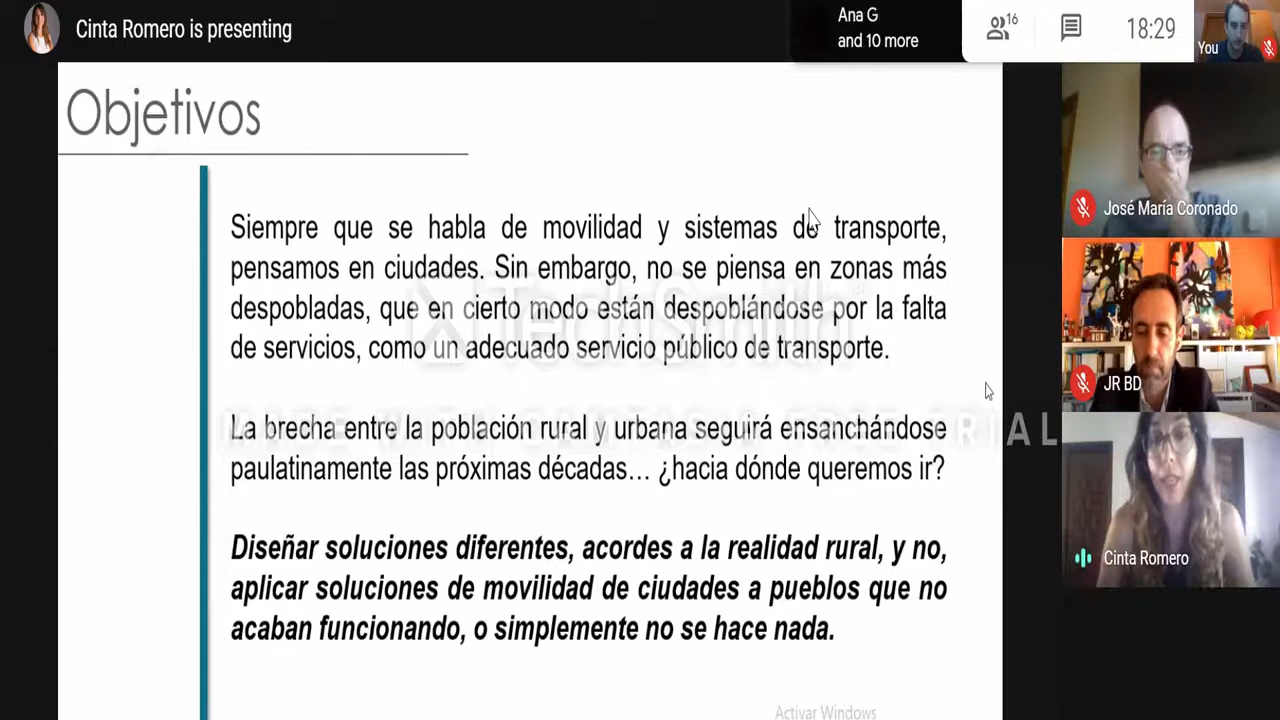 Cinta Romero is presenting
Ana G
and 10 more
16
18:29
You
Objetivos
Siempre que se habla de movilidad y sistemas de transporte,
pensamos en ciudades. Sin embargo, no se piensa en zonas más
despobladas, que en cierto modo están despoblándose por la falta
de servicios, como un adecuado servicio público de transporte.
La brecha entre la población rural y urbana seguirá ensanchándose
paulatinamente las próximas décadas... ¿hacia dónde queremos ir?
Diseñar soluciones diferentes, acordes a la realidad rural, y no,
aplicar soluciones de movilidad de ciudades a pueblos que no
acaban funcionando, o simplemente no se hace nada.
José María Coronado
JR BD
Cinta Romero
TechSmith
Activar Windows